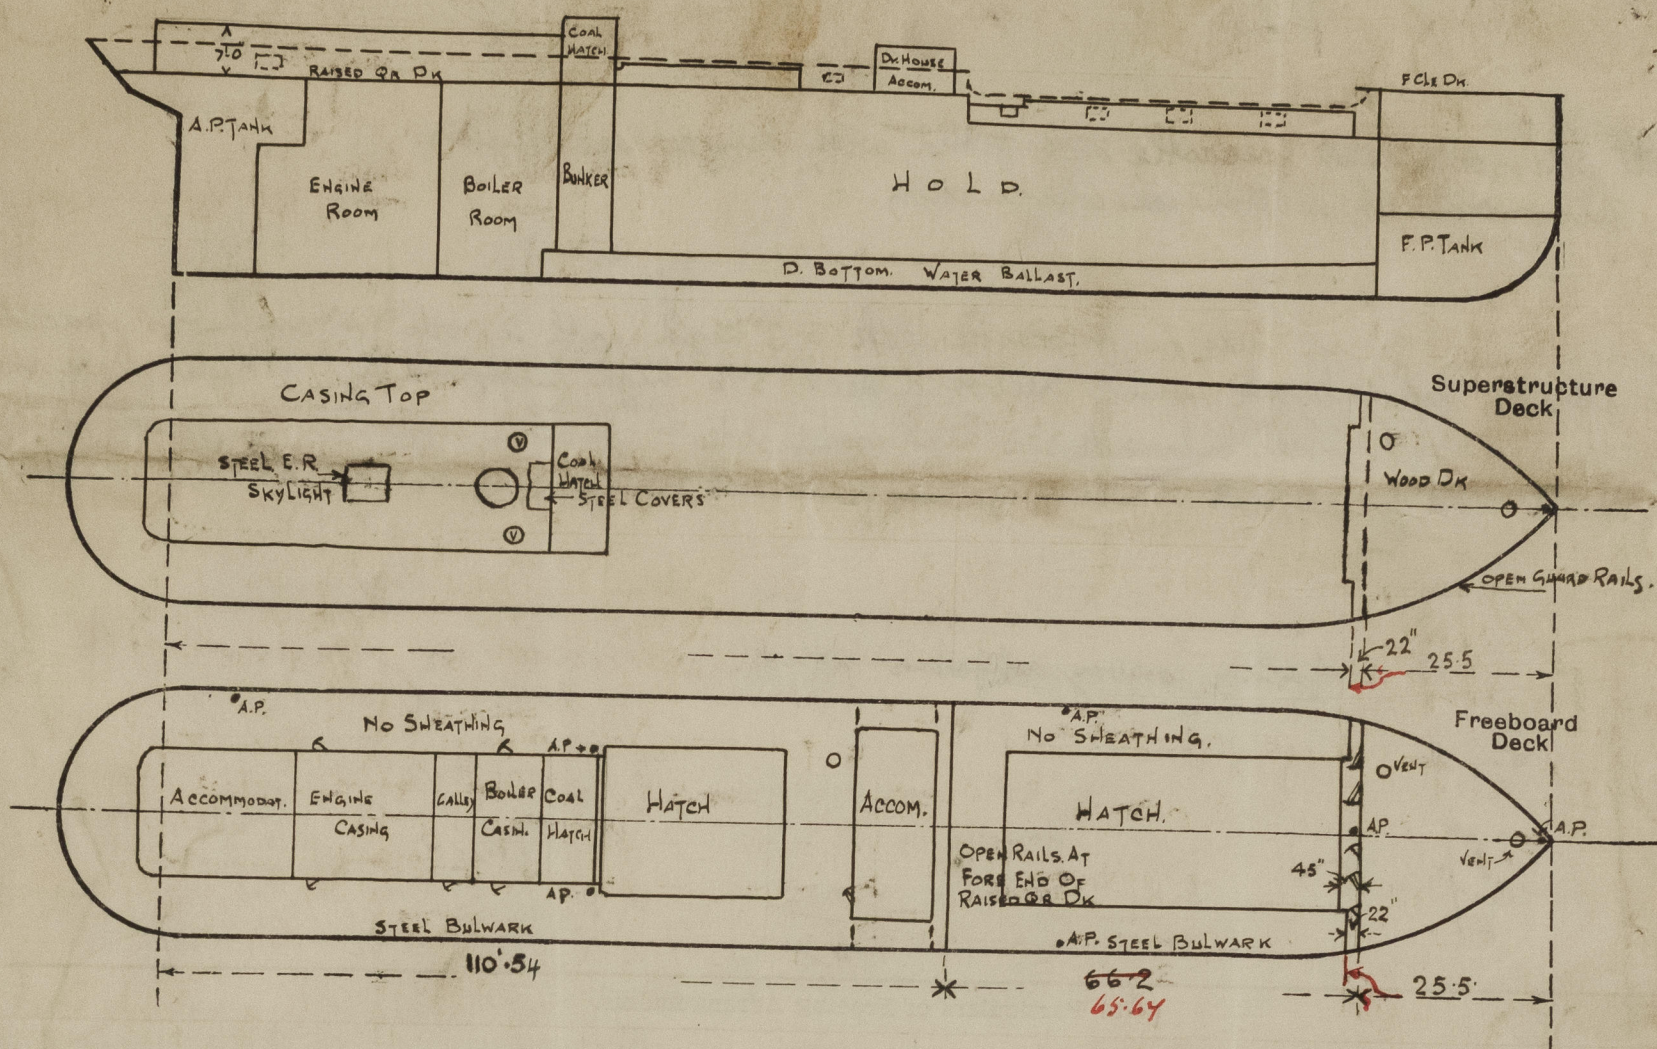 COAL
HATCH
7'-0"
RAISED QR DK
DK. HOUSE
ACCOM.
FCLE DK.
A.P. TANK
ENGINE
ROOM
BOILER
ROOM
BUNKER
HOLD.
F.P. TANK
D. BOTTOM. WATER BALLAST.
CASING TOP
Superstructure
Deck
STEEL E.R.
SKYLIGHT
V
COAL
HATCH
STEEL COVERS
V
WOOD DK
OPEN GUARD RAILS.
22"
25.5
A.P.
NO SHEATHING
A.P.
A.P.
NO SHEATHING.
Freeboard
Deck
VENT
ACCOMMODAT.
ENGINE
CASING
GALLEY
BOILER
CASIN.
COAL
HATCH
HATCH
ACCOM.
HATCH.
AP.
A.P.
VENT
OPEN RAILS. AT
FORE END OF
RAISED QR DK
45"
22"
AP.
STEEL BULWARK
A.P. STEEL BULWARK
110'.54
66.2
65.64
25.5